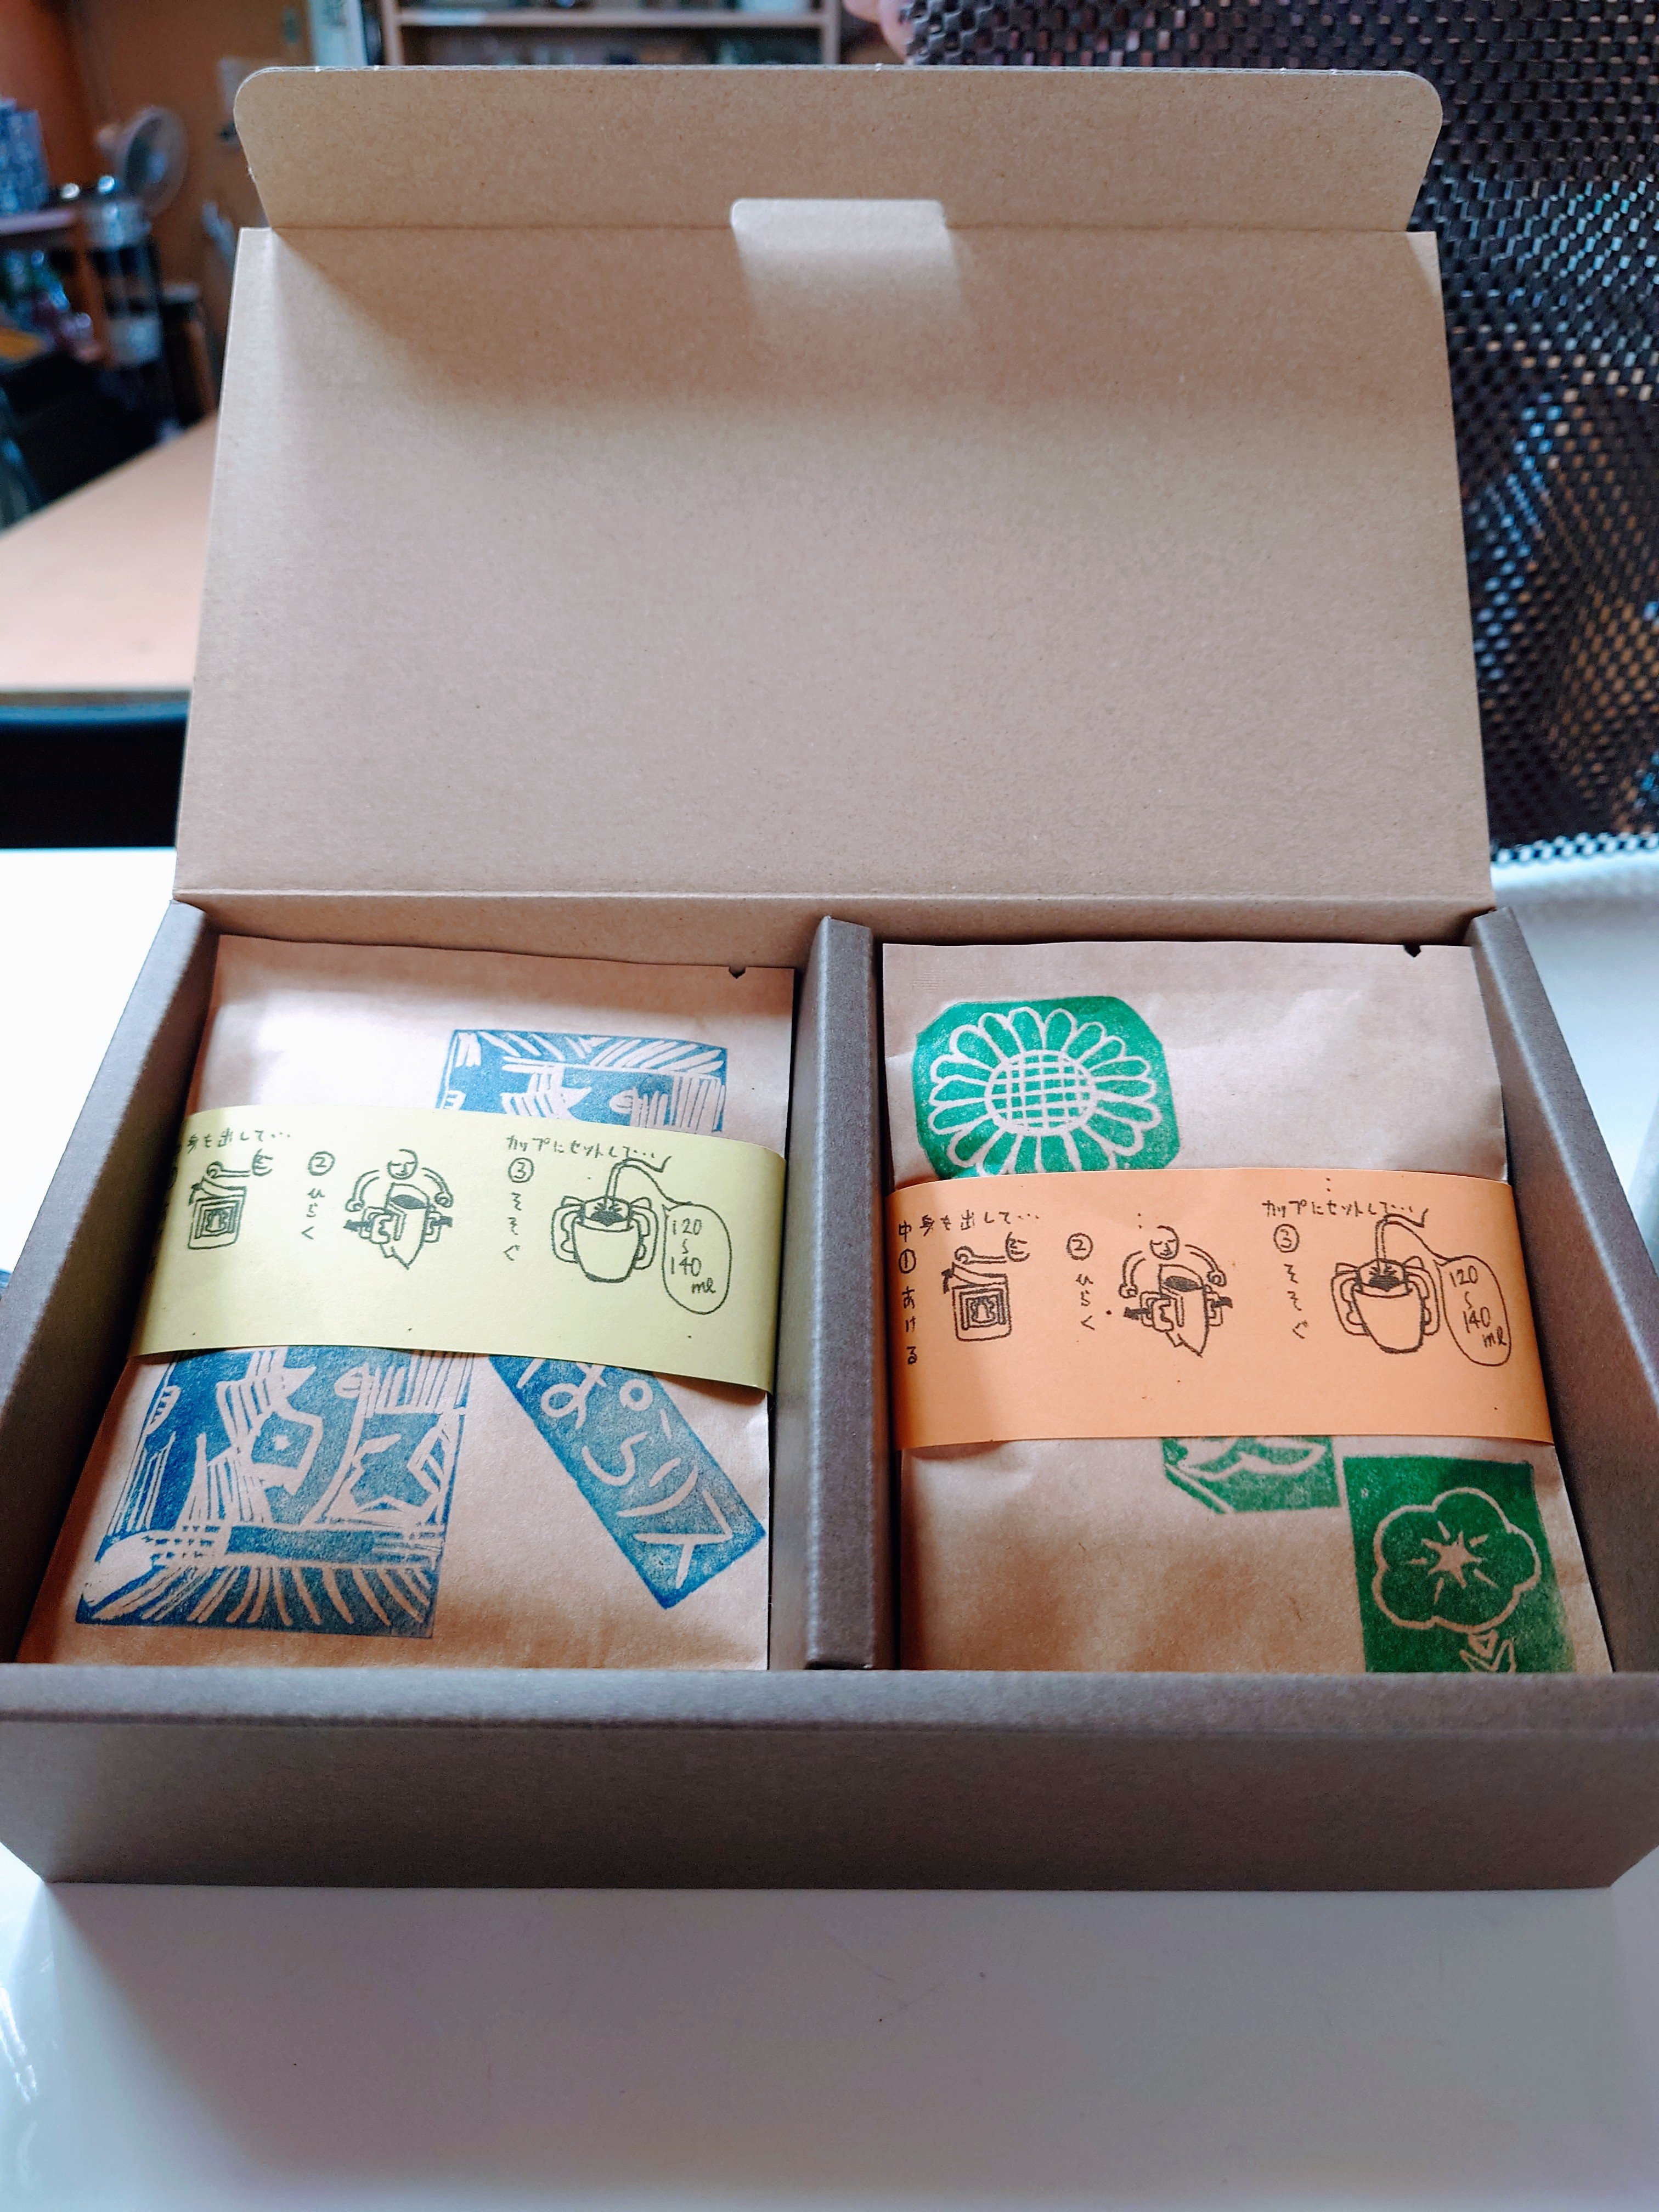 身を出して…
②
ひらく
カップにセットして…
③
そそぐ
120
〜
140
ml
ぽらりス
中身を出して…
①
あける
②
ひらく
カップにセットして…
③
そそぐ
120
〜
140
ml